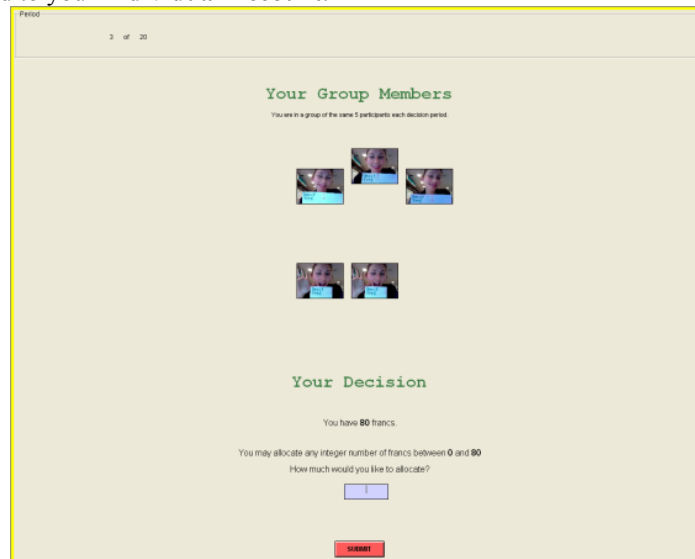 Period
3 of 20
Your Group Members
You are in a group of the same 5 participants each decision period.
Your Decision
You have 80 francs.
You may allocate any integer number of francs between 0 and 80
How much would you like to allocate?
SUBMIT